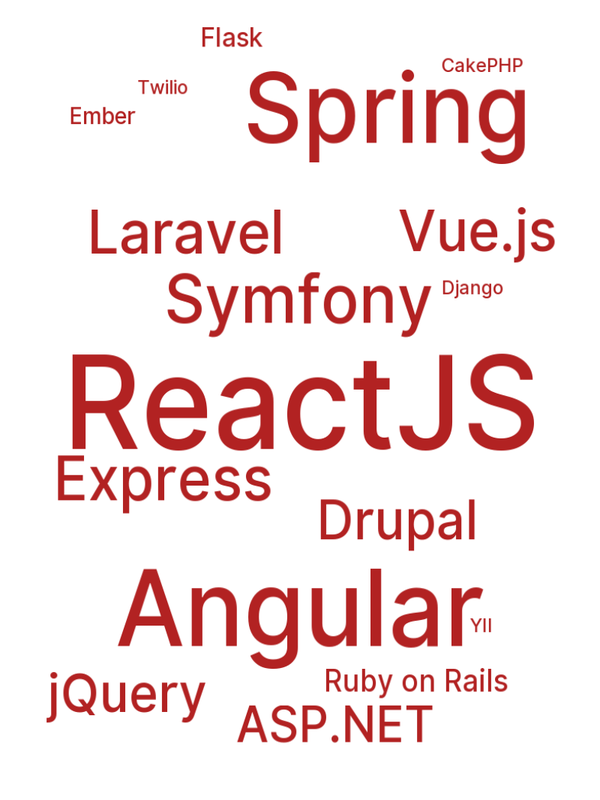 Flask
CakePHP
Spring
Twilio
Ember
Laravel
Vue.js
Symfony
Django
ReactJS
Express
Drupal
Angular
YII
Ruby on Rails
jQuery
ASP.NET